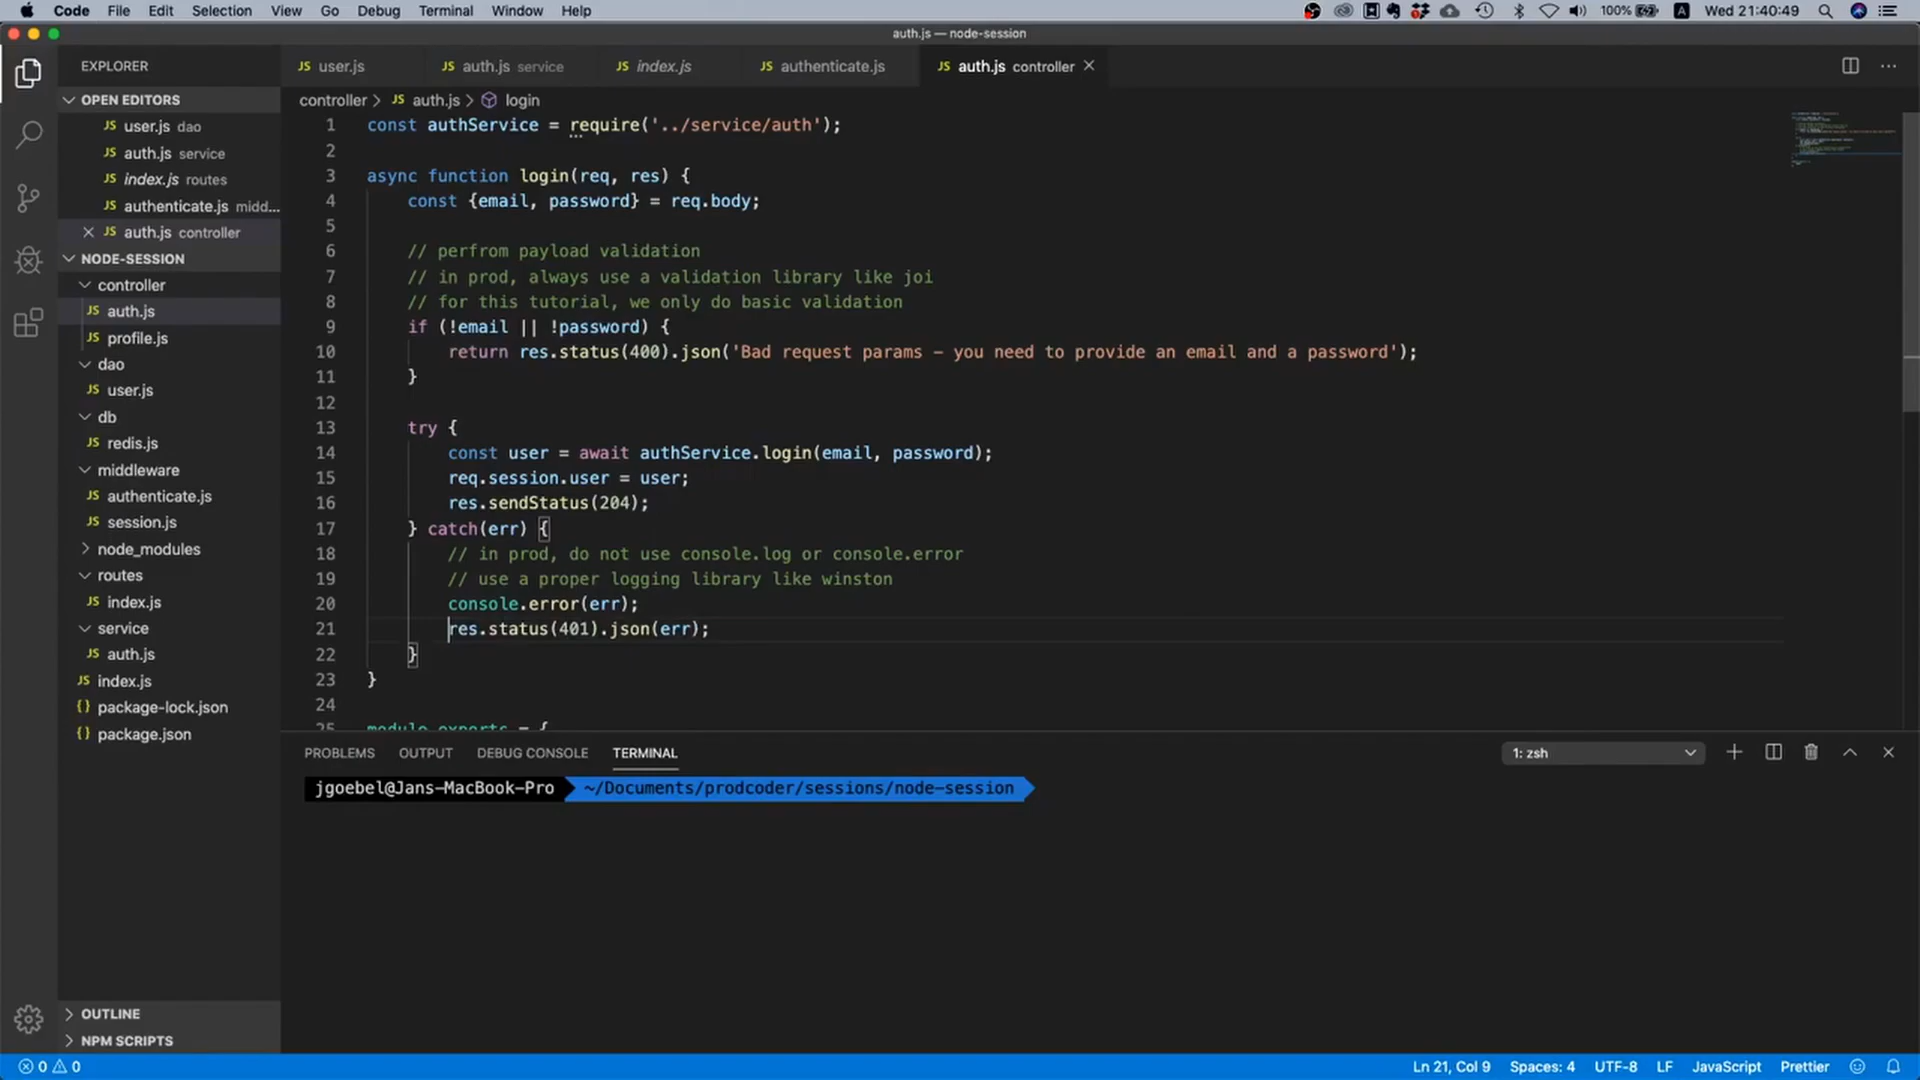 Code File Edit Selection View Go Debug Terminal Window Help 100% A Wed 21:40:49
auth.js — node-session
EXPLORER
user.js
auth.js service
index.js
authenticate.js
auth.js controller
OPEN EDITORS
JS user.js dao
JS auth.js service
JS index.js routes
JS authenticate.js midd...
JS auth.js controller
NODE-SESSION
controller
JS auth.js
JS profile.js
dao
JS user.js
db
JS redis.js
middleware
JS authenticate.js
JS session.js
node_modules
routes
JS index.js
service
JS auth.js
JS index.js
{} package-lock.json
{} package.json
OUTLINE
NPM SCRIPTS
controller > JS auth.js > login
1 const authService = require('../service/auth');
2
3 async function login(req, res) {
4 const {email, password} = req.body;
5
6 // perfrom payload validation
7 // in prod, always use a validation library like joi
8 // for this tutorial, we only do basic validation
9 if (!email || !password) {
10 return res.status(400).json('Bad request params - you need to provide an email and a password');
11 }
12
13 try {
14 const user = await authService.login(email, password);
15 req.session.user = user;
16 res.sendStatus(204);
17 } catch(err) {
18 // in prod, do not use console.log or console.error
19 // use a proper logging library like winston
20 console.error(err);
21 res.status(401).json(err);
22 }
23 }
24
25 module.exports = {
PROBLEMS OUTPUT DEBUG CONSOLE TERMINAL 1: zsh
jgoebel@Jans-MacBook-Pro ~/Documents/prodcoder/sessions/node-session
0 0 Ln 21, Col 9 Spaces: 4 UTF-8 LF JavaScript Prettier